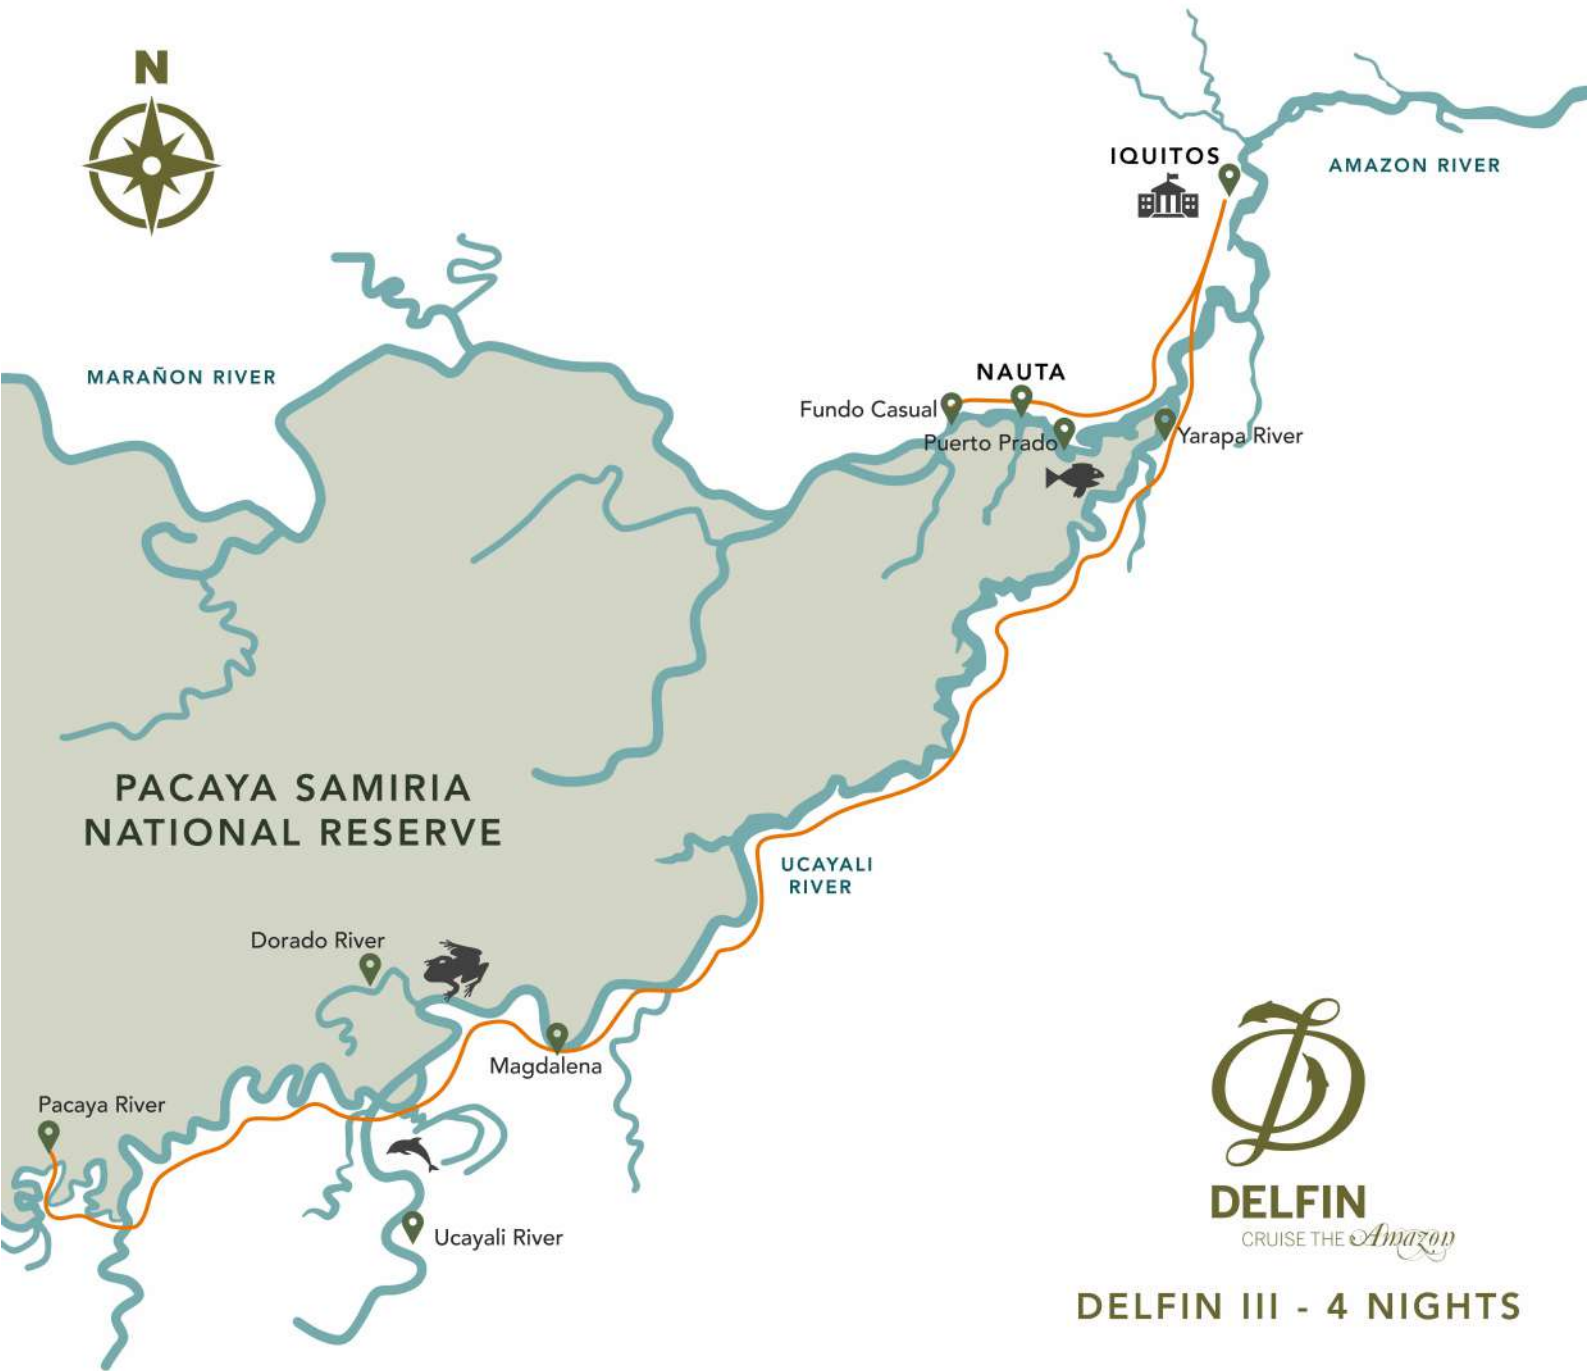 N
IQUITOS
AMAZON RIVER
MARAÑON RIVER
NAUTA
Fundo Casual
Puerto Prado
Yarapa River
PACAYA SAMIRIA
NATIONAL RESERVE
UCAYALI
RIVER
Dorado River
Magdalena
Pacaya River
Ucayali River
DELFIN
CRUISE THE Amazon
DELFIN III - 4 NIGHTS